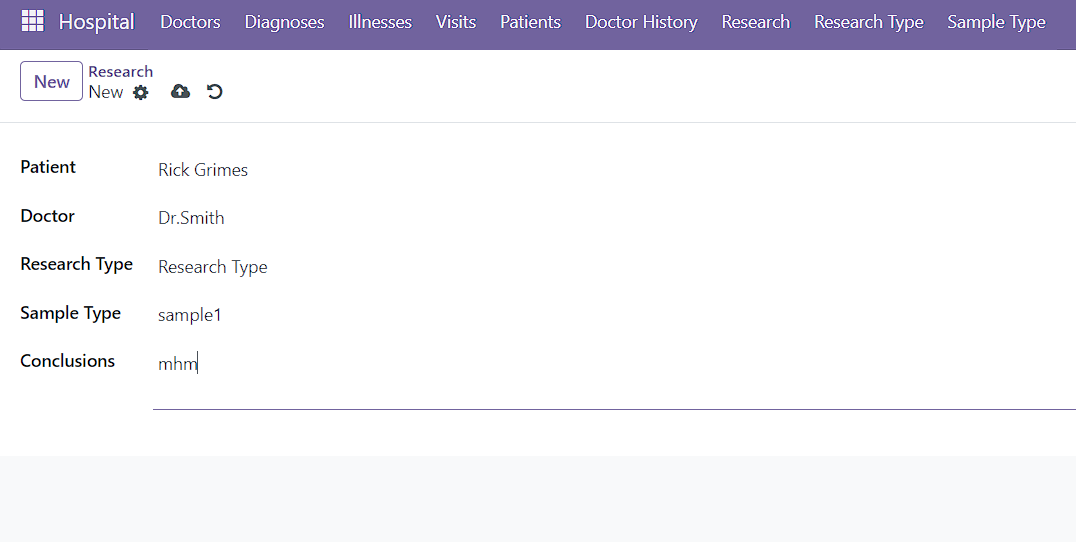 Hospital Doctors Diagnoses Illnesses Visits Patients Doctor History Research Research Type Sample Type
New
Research
New
Patient Rick Grimes
Doctor Dr.Smith
Research Type Research Type
Sample Type sample1
Conclusions mhm